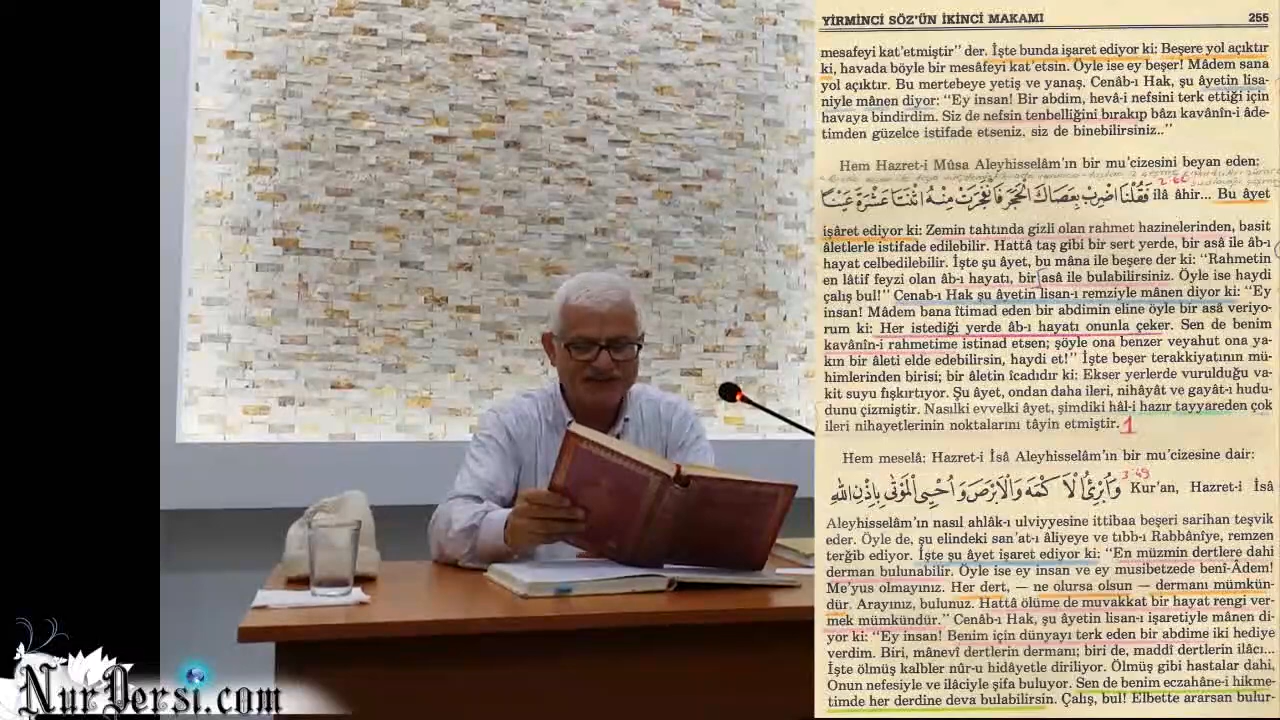 YİRMİNCİ SÖZ'ÜN İKİNCİ MAKAMI 255
mesafeyi kat'etmiştir" der. İşte bunda işaret ediyor ki: Beşere yol açıktır
ki, havada böyle bir mesâfeyi kat'etsin. Öyle ise ey beşer! Mâdem sana
yol açıktır. Bu mertebeye yetiş ve yanaş. Cenâb-ı Hak, şu âyetin lisa-
niyle mânen diyor: "Ey insan! Bir abdim, hevâ-i nefsini terk ettiği için
havaya bindirdim. Siz de nefsin tenbelliğini bırakıp bâzı kavânîn-i âde-
timden güzelce istifade etseniz, siz de binebilirsiniz.."
Hem Hazret-i Mûsa Aleyhisselâm'ın bir mu'cizesini beyan eden:
فَقُلْنَا اضْرِبْ بِعَصَاكَ الْحَجَرَ فَانْفَجَرَتْ مِنْهُ اثْنَتَا عَشْرَةَ عَيْنًا ilâ âhir... Bu âyet
işâret ediyor ki: Zemin tahtında gizli olan rahmet hazinelerinden, basit
âletlerle istifade edilebilir. Hattâ taş gibi bir sert yerde, bir asâ ile âb-ı
hayat celbedilebilir. İşte şu âyet, bu mâna ile beşere der ki: "Rahmetin
en lâtif feyzi olan âb-ı hayatı, bir asâ ile bulabilirsiniz. Öyle ise haydi
çalış bul!" Cenab-ı Hak şu âyetin lisan-ı remziyle mânen diyor ki: "Ey
insan! Mâdem bana îtimad eden bir abdimin eline öyle bir asâ veriyo-
rum ki: Her istediği yerde âb-ı hayatı onunla çeker. Sen de benim
kavânîn-i rahmetime istinad etsen; şöyle ona benzer veyahut ona ya-
kın bir âleti elde edebilirsin, haydi et!" İşte beşer terakkiyatının mü-
himlerinden birisi; bir âletin îcadıdır ki: Ekser yerlerde vurulduğu va-
kit suyu fışkırtıyor. Şu âyet, ondan daha ileri, nihâyât ve gayât-ı hudu-
dunu çizmiştir. Nasılki evvelki âyet, şimdiki hâl-i hazır tayyareden çok
ileri nihayetlerinin noktalarını tâyin etmiştir. 1
Hem meselâ: Hazret-i İsâ Aleyhisselâm'ın bir mu'cizesine dair:
3-49
وَاُبْرِئُ الْاَكْمَهَ وَالْاَبْرَصَ وَاُحْيِى الْمَوْتٰى بِاِذْنِ اللّٰهِ Kur'an, Hazret-i İsâ
Aleyhisselâm'ın nasıl ahlâk-ı ulviyyesine ittibaa beşeri sarihan teşvik
eder. Öyle de, şu elindeki san'at-ı âliyeye ve tıbb-ı Rabbânîye, remzen
terğib ediyor. İşte şu âyet işaret ediyor ki: "En müzmin dertlere dahi
derman bulunabilir. Öyle ise ey insan ve ey musibetzede benî-Âdem!
Me'yus olmayınız. Her dert, — ne olursa olsun — dermanı mümkün-
dür. Arayınız, bulunuz. Hattâ ölüme de muvakkat bir hayat rengi ver-
mek mümkündür." Cenâb-ı Hak, şu âyetin lisan-ı işaretiyle mânen di-
yor ki: "Ey insan! Benim için dünyayı terk eden bir abdime iki hediye
verdim. Biri, mânevî dertlerin dermanı; biri de, maddî dertlerin ilâcı...
İşte ölmüş kalbler nûr-u hidâyetle diriliyor. Ölmüş gibi hastalar dahi,
Onun nefesiyle ve ilâciyle şifa buluyor. Sen de benim eczahâne-i hikme-
timde her derdine deva bulabilirsin. Çalış, bul! Elbette ararsan bulur-
NurDersi.com